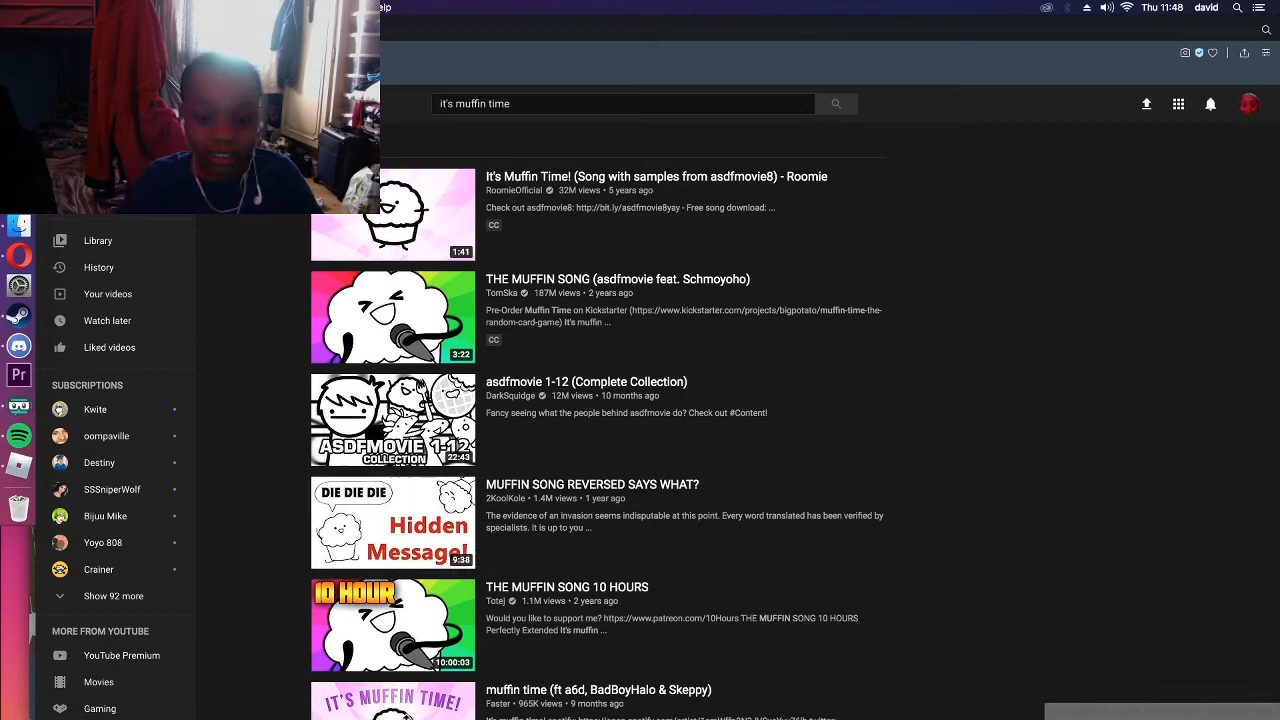 elp
Thu 11:48 david
it's muffin time
It's Muffin Time! (Song with samples from asdfmovie8) - Roomie
RoomieOfficial 32M views • 5 years ago
Check out asdfmovie8: http://bit.ly/asdfmovie8yay - Free song download: ...
CC
1:41
Library
History
Your videos
Watch later
Liked videos
SUBSCRIPTIONS
Kwite
oompaville
Destiny
SSSniperWolf
Bijuu Mike
Yoyo 808
Crainer
Show 92 more
MORE FROM YOUTUBE
YouTube Premium
Movies
Gaming
Pr
THE MUFFIN SONG (asdfmovie feat. Schmoyoho)
TomSka 187M views • 2 years ago
Pre-Order Muffin Time on Kickstarter (https://www.kickstarter.com/projects/bigpotato/muffin-time-the-
random-card-game) It's muffin ...
CC
3:22
asdfmovie 1-12 (Complete Collection)
DarkSquidge 12M views • 10 months ago
Fancy seeing what the people behind asdfmovie do? Check out #Content!
ASDFMOVIE 1-12
COLLECTION
22:43
MUFFIN SONG REVERSED SAYS WHAT?
2KoolKole • 1.4M views • 1 year ago
The evidence of an invasion seems indisputable at this point. Every word translated has been verified by
specialists. It is up to you ...
DIE DIE DIE
Hidden
Message!
9:38
THE MUFFIN SONG 10 HOURS
Totej 1.1M views • 2 years ago
Would you like to support me? https://www.patreon.com/10Hours THE MUFFIN SONG 10 HOURS
Perfectly Extended It's muffin ...
10 HOUR
10:00:03
muffin time (ft a6d, BadBoyHalo & Skeppy)
Faster • 965K views • 9 months ago
IT'S MUFFIN TIME!